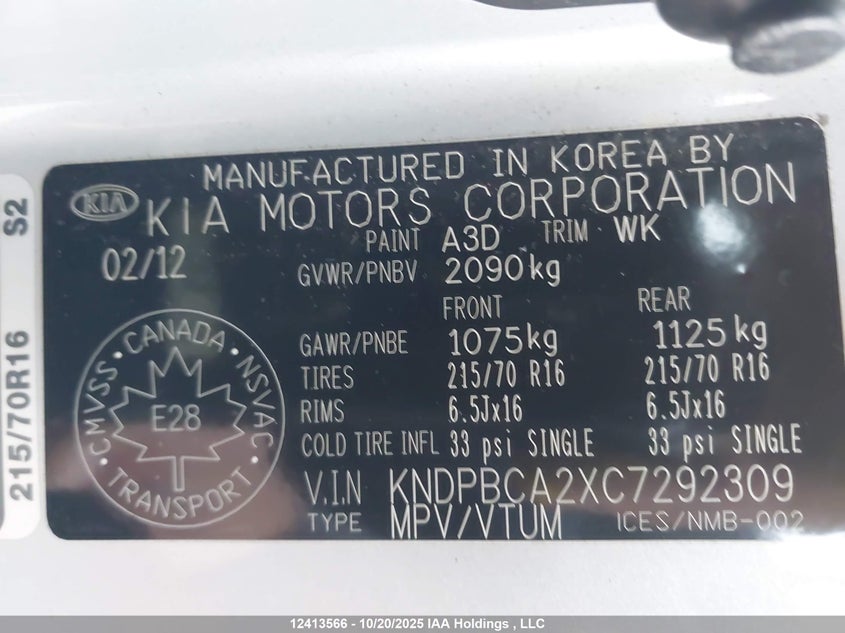 MANUFACTURED IN KOREA BY
KIA KIA MOTORS CORPORATION
PAINT A3D TRIM WK
02/12
GVWR/PNBV 2090kg
FRONT REAR
GAWR/PNBE 1075kg 1125kg
TIRES 215/70 R16 215/70 R16
RIMS 6.5Jx16 6.5Jx16
COLD TIRE INFL 33 psi SINGLE 33 psi SINGLE
V.I.N KNDPBCA2XC7292309
TYPE MPV/VTUM ICES/NMB-002
CMVSS · CANADA · NSVAC · TRANSPORT ·
E28
215/70R16 S2
12413566 - 10/20/2025 IAA Holdings , LLC